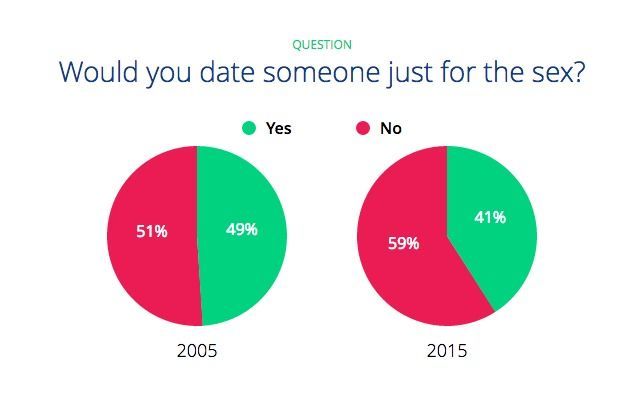 QUESTION
Would you date someone just for the sex?
Yes No
51% 49%
59% 41%
2005 2015